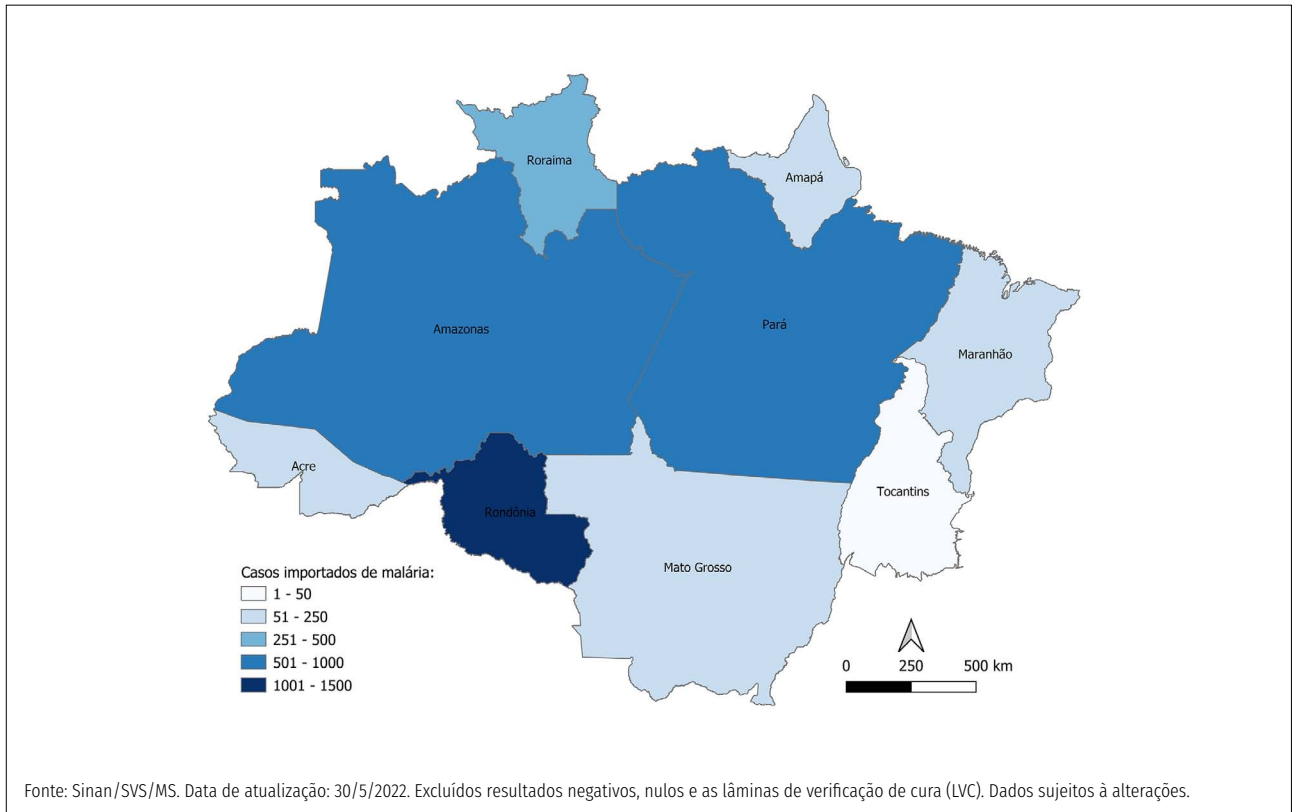 Roraima
Amapá
Amazonas
Pará
Maranhão
Acre
Rondônia
Tocantins
Mato Grosso
Casos importados de malária:
1 - 50
51 - 250
251 - 500
501 - 1000
1001 - 1500
0 250 500 km
Fonte: Sinan/SVS/MS. Data de atualização: 30/5/2022. Excluídos resultados negativos, nulos e as lâminas de verificação de cura (LVC). Dados sujeitos à alterações.